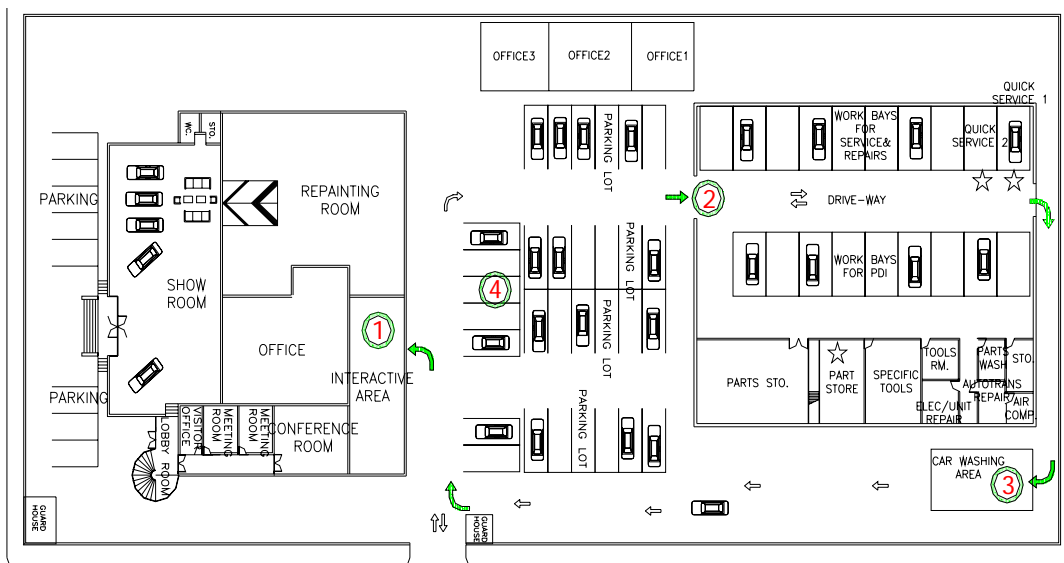 OFFICE3
OFFICE2
OFFICE1
QUICK
SERVICE 1
WC.
STO.
PARKING LOT
WORK BAYS
FOR
SERVICE&
REPAIRS
QUICK
SERVICE 2
PARKING
REPAINTING
ROOM
2
DRIVE-WAY
PARKING LOT
WORK BAYS
FOR PDI
SHOW
ROOM
4
1
OFFICE
PARKING LOT
INTERACTIVE
AREA
PARKING
PARTS STO.
PART
STORE
SPECIFIC
TOOLS
TOOLS
RM.
PARTS
WASH
STO.
AUTOTRANS
REPAIR
ELEC/UNIT
REPAIR
AIR
COMP.
LOBBY ROOM
VISITOR
OFFICE
MEETING
ROOM
MEETING
ROOM
CONFERENCE
ROOM
PARKING LOT
CAR WASHING
AREA
3
GUARD
HOUSE
GUARD
HOUSE